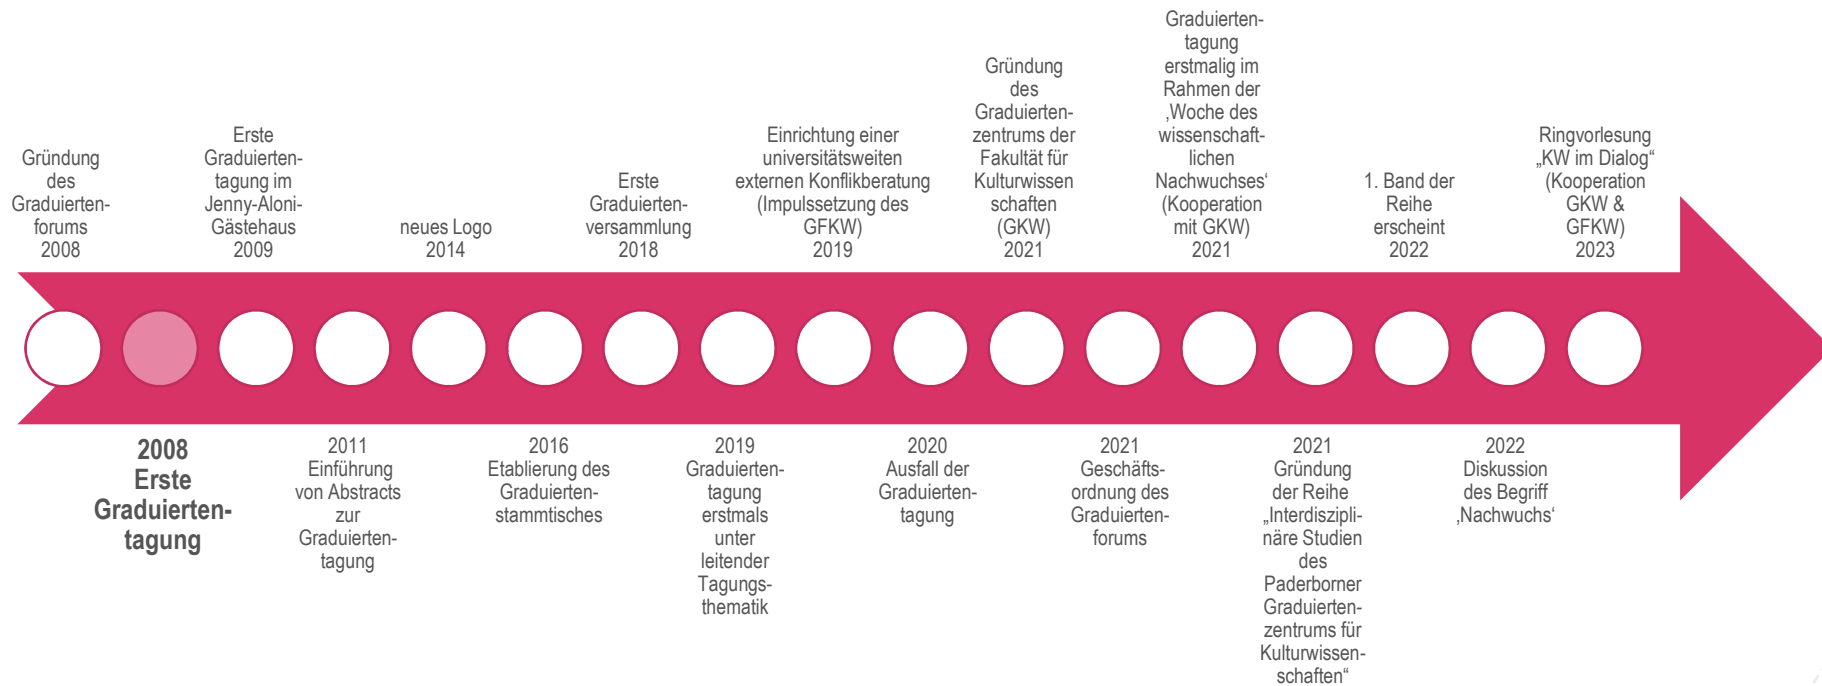 Gründung
des
Graduierten-
forums
2008
2008
Erste
Graduierten-
tagung
Erste
Graduierten-
tagung im
Jenny-Aloni-
Gästehaus
2009
2011
Einführung
von Abstracts
zur
Graduierten-
tagung
neues Logo
2014
2016
Etablierung des
Graduierten-
stammtisches
Erste
Graduierten-
versammlung
2018
2019
Graduierten-
tagung
erstmals
unter
leitender
Tagungs-
thematik
Einrichtung einer
universitätsweiten
externen Konflikberatung
(Impulssetzung des
GFKW)
2019
2020
Ausfall der
Graduierten-
tagung
Gründung
des
Graduierten-
zentrums der
Fakultät für
Kulturwissen
schaften
(GKW)
2021
2021
Geschäfts-
ordnung des
Graduierten-
forums
Graduierten-
tagung
erstmalig im
Rahmen der
‚Woche des
wissenschaft-
lichen
Nachwuchses‘
(Kooperation
mit GKW)
2021
2021
Gründung
der Reihe
„Interdiszipli-
näre Studien
des
Paderborner
Graduierten-
zentrums für
Kulturwissen-
schaften“
1. Band der
Reihe
erscheint
2022
2022
Diskussion
des Begriff
‚Nachwuchs‘
Ringvorlesung
„KW im Dialog“
(Kooperation
GKW &
GFKW)
2023